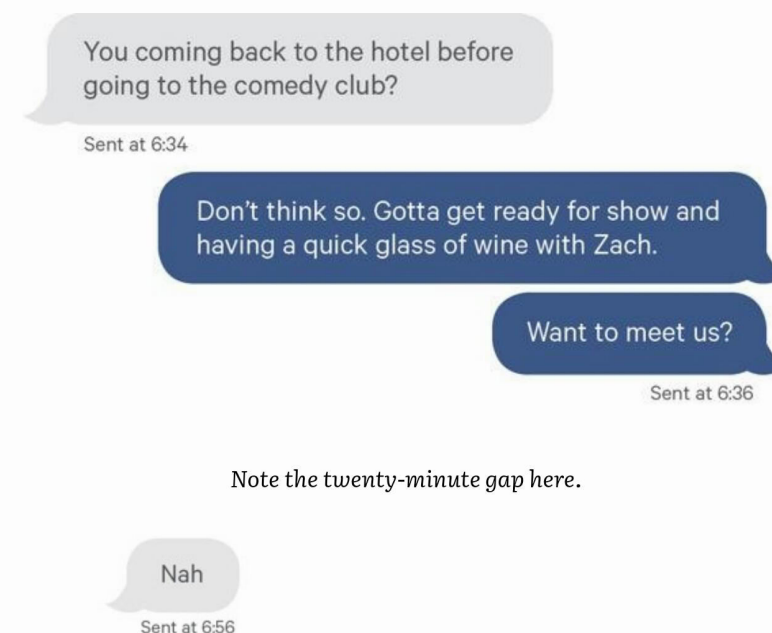 You coming back to the hotel before
going to the comedy club?
Sent at 6:34
Don’t think so. Gotta get ready for show and
having a quick glass of wine with Zach.
Want to meet us?
Sent at 6:36
Note the twenty-minute gap here.
Nah
Sent at 6:56